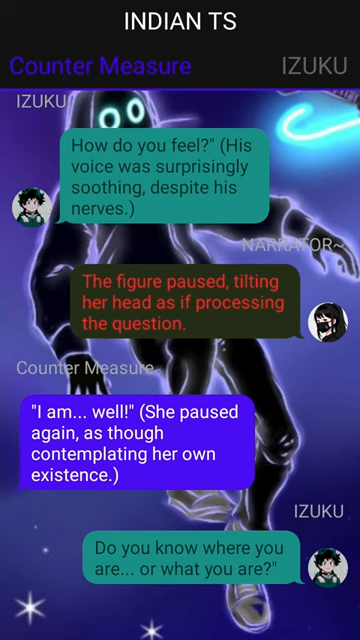 INDIAN TS
Counter Measure
IZUKU
IZUKU
How do you feel?" (His
voice was surprisingly
soothing, despite his
nerves.)
NARRATOR~
The figure paused, tilting
her head as if processing
the question.
Counter Measure
"I am... well!" (She paused
again, as though
contemplating her own
existence.)
IZUKU
Do you know where you
are... or what you are?"